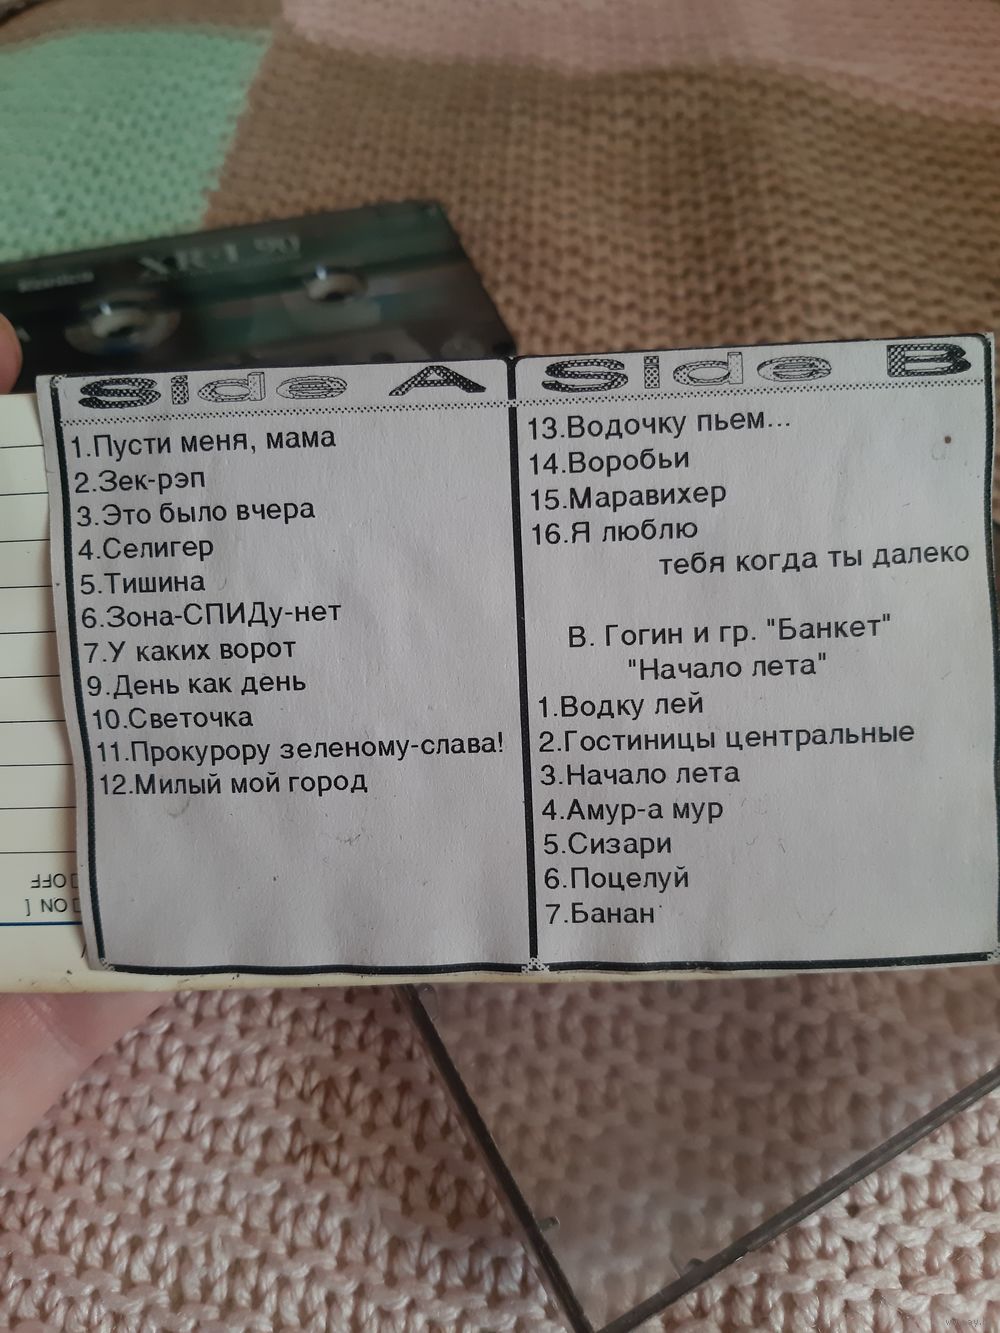 XR-I 90
Side A
1.Пусти меня, мама
2.Зек-рэп
3.Это было вчера
4.Селигер
5.Тишина
6.Зона-СПИДу-нет
7.У каких ворот
9.День как день
10.Светочка
11.Прокурору зеленому-слава!
12.Милый мой город
Side B
13.Водочку пьем...
14.Воробьи
15.Маравихер
16.Я люблю
тебя когда ты далеко
В. Гогин и гр. "Банкет"
"Начало лета"
1.Водку лей
2.Гостиницы центральные
3.Начало лета
4.Амур-а мур
5.Сизари
6.Поцелуй
7.Банан
OFF
ON [